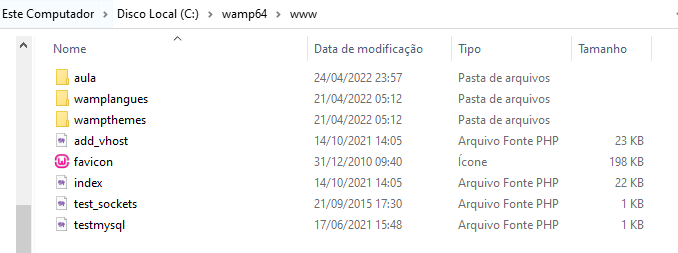 Este Computador > Disco Local (C:) > wamp64 > www
Nome Data de modificação Tipo Tamanho
aula 24/04/2022 23:57 Pasta de arquivos
wamplangues 21/04/2022 05:12 Pasta de arquivos
wampthemes 21/04/2022 05:12 Pasta de arquivos
add_vhost 14/10/2021 14:05 Arquivo Fonte PHP 23 KB
favicon 31/12/2010 09:40 Ícone 198 KB
index 14/10/2021 14:05 Arquivo Fonte PHP 22 KB
test_sockets 21/09/2015 17:30 Arquivo Fonte PHP 1 KB
testmysql 17/06/2021 15:48 Arquivo Fonte PHP 1 KB